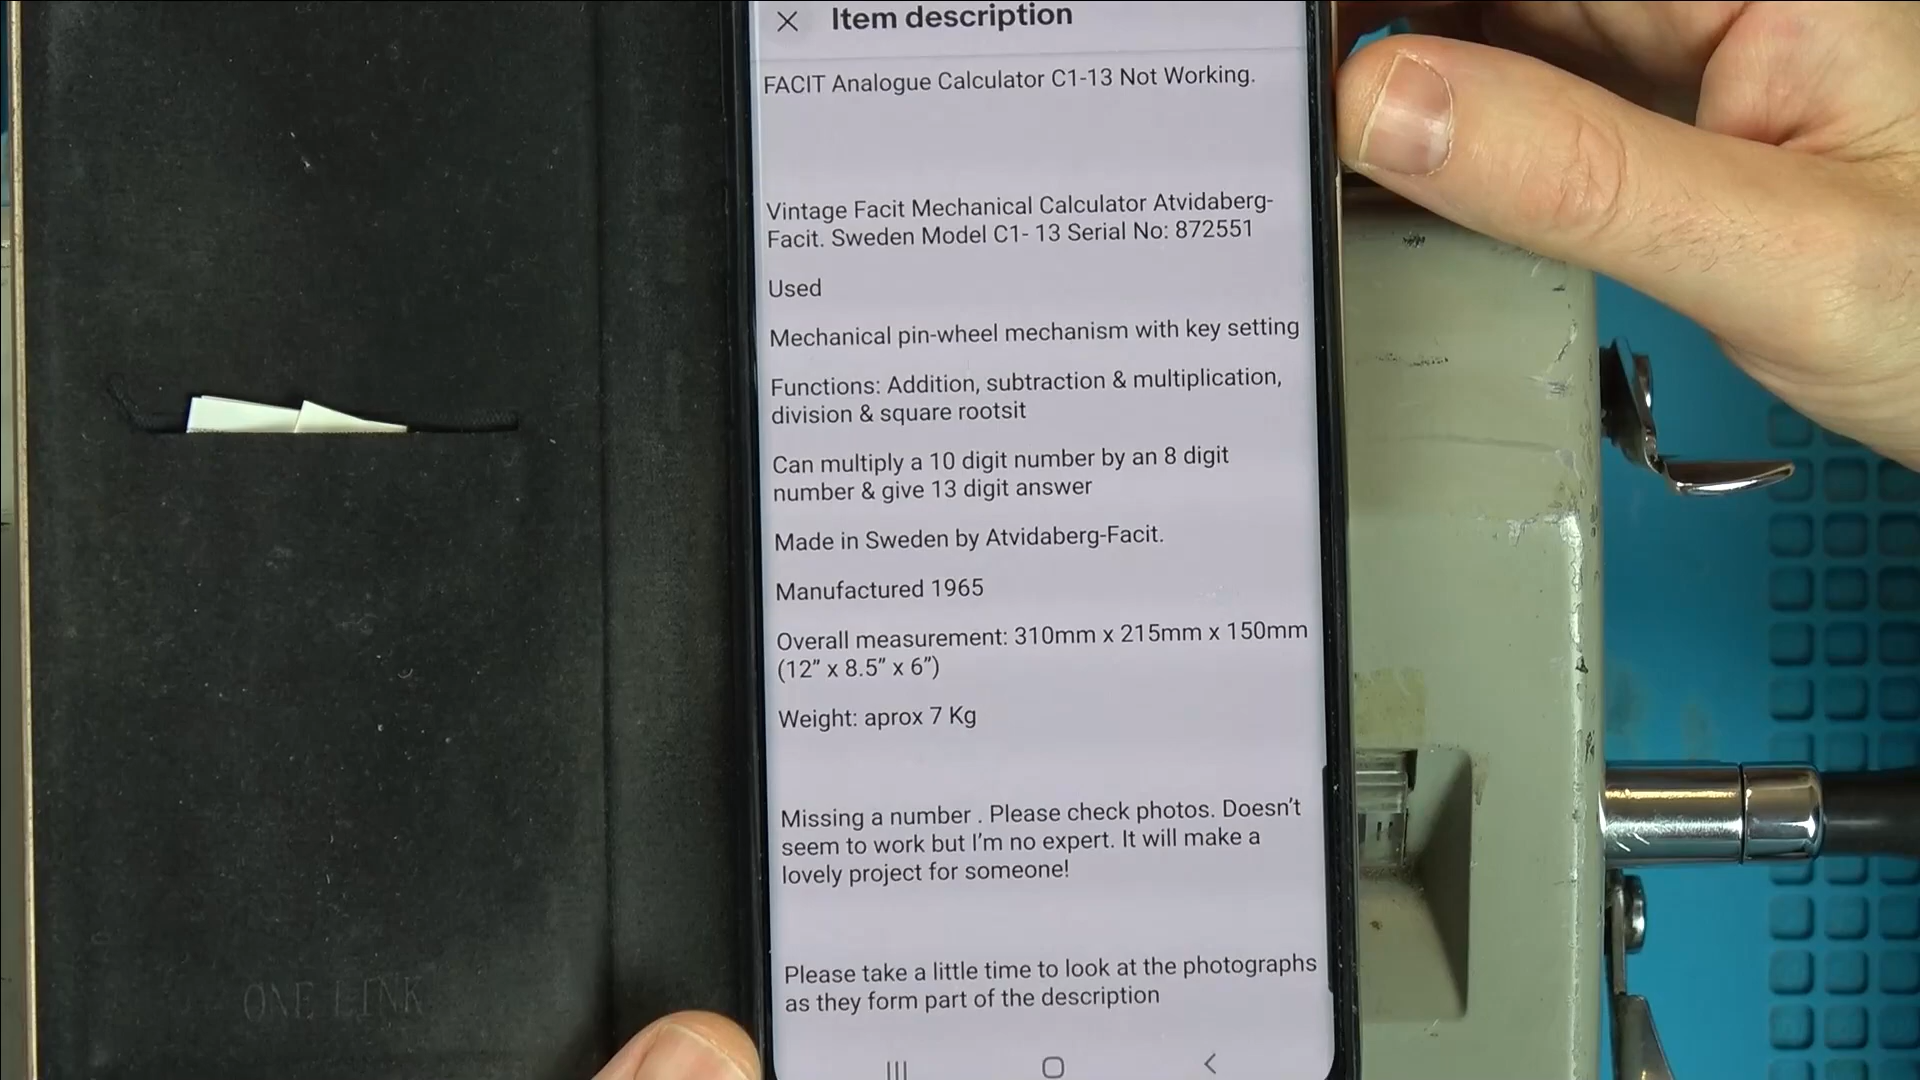 Item description
FACIT Analogue Calculator C1-13 Not Working.
Vintage Facit Mechanical Calculator Atvidaberg-
Facit. Sweden Model C1- 13 Serial No: 872551
Used
Mechanical pin-wheel mechanism with key setting
Functions: Addition, subtraction & multiplication,
division & square rootsit
Can multiply a 10 digit number by an 8 digit
number & give 13 digit answer
Made in Sweden by Atvidaberg-Facit.
Manufactured 1965
Overall measurement: 310mm x 215mm x 150mm
(12” x 8.5” x 6”)
Weight: aprox 7 Kg
Missing a number . Please check photos. Doesn’t
seem to work but I’m no expert. It will make a
lovely project for someone!
Please take a little time to look at the photographs
as they form part of the description
ONE LINK